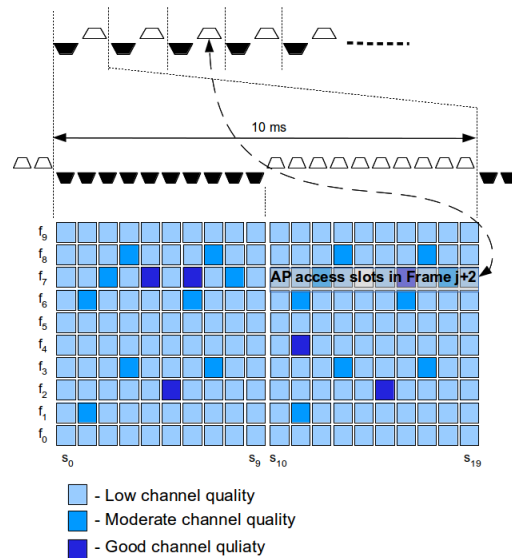 10 ms
f9
f8
f7 AP access slots in Frame j+2
f6
f5
f4
f3
f2
f1
f0
s0 s9 s10 s19
- Low channel quality
- Moderate channel quality
- Good channel quliaty